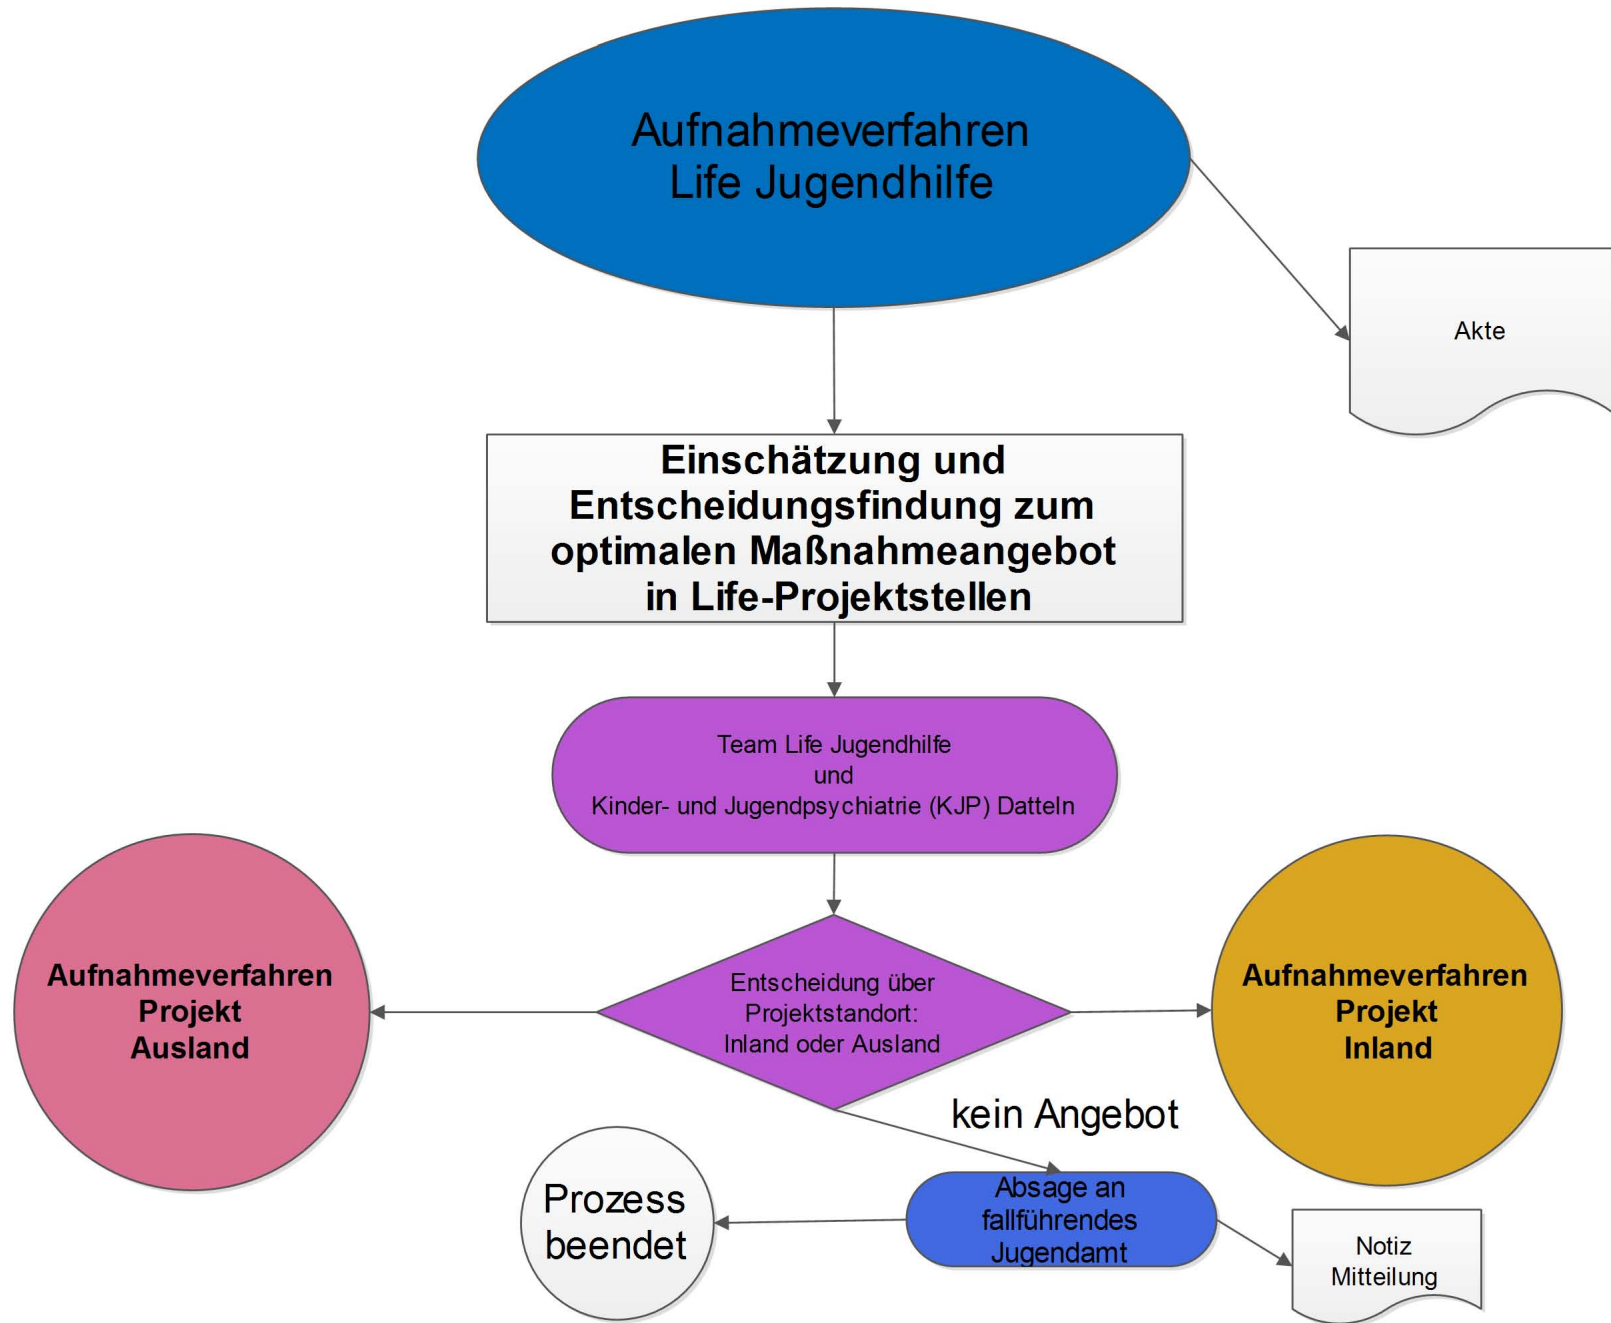 Aufnahmeverfahren
Life Jugendhilfe
Akte
Einschätzung und
Entscheidungsfindung zum
optimalen Maßnahmeangebot
in Life-Projektstellen
Team Life Jugendhilfe
und
Kinder- und Jugendpsychiatrie (KJP) Datteln
Aufnahmeverfahren
Projekt
Ausland
Entscheidung über
Projektstandort:
Inland oder Ausland
Aufnahmeverfahren
Projekt
Inland
kein Angebot
Prozess
beendet
Absage an
fallführendes
Jugendamt
Notiz
Mitteilung